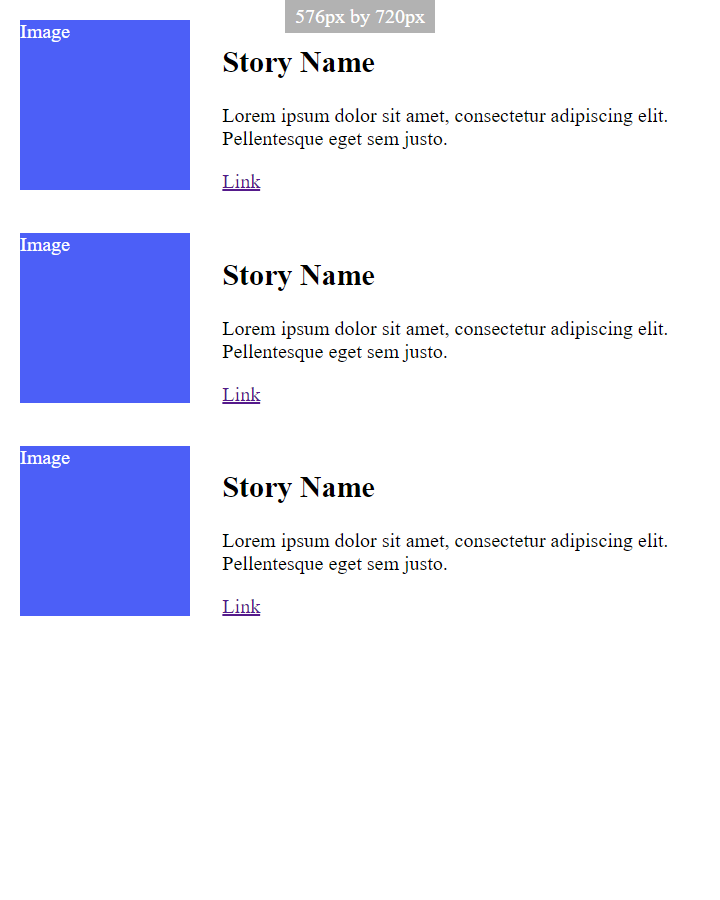 576px by 720px
Image
Story Name
Lorem ipsum dolor sit amet, consectetur adipiscing elit.
Pellentesque eget sem justo.
Link
Image
Story Name
Lorem ipsum dolor sit amet, consectetur adipiscing elit.
Pellentesque eget sem justo.
Link
Image
Story Name
Lorem ipsum dolor sit amet, consectetur adipiscing elit.
Pellentesque eget sem justo.
Link